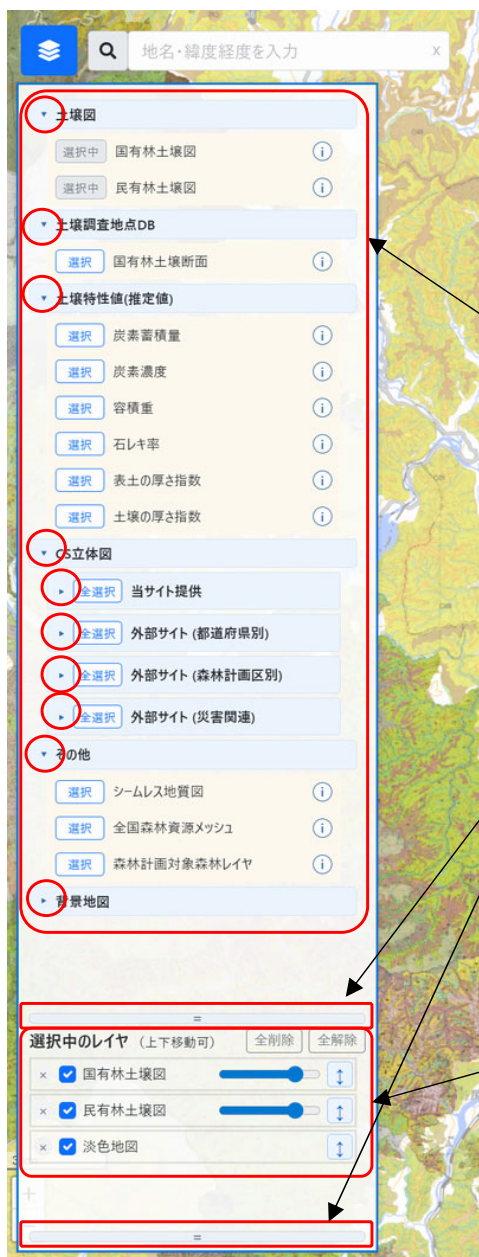 地名・緯度経度を入力 x
▾ 土壌図
選択中 国有林土壌図 i
選択中 民有林土壌図 i
▾ 土壌調査地点DB
選択 国有林土壌断面 i
▾ 土壌特性値(推定値)
選択 炭素蓄積量 i
選択 炭素濃度 i
選択 容積重 i
選択 石レキ率 i
選択 表土の厚さ指数 i
選択 土壌の厚さ指数 i
▾ CS立体図
▸ 全選択 当サイト提供
▸ 全選択 外部サイト (都道府県別)
▸ 全選択 外部サイト (森林計画区別)
▸ 全選択 外部サイト (災害関連)
▾ その他
選択 シームレス地質図 i
選択 全国森林資源メッシュ i
選択 森林計画対象森林レイヤ i
▸ 背景地図
=
選択中のレイヤ (上下移動可) 全削除 全解除
× 国有林土壌図 ↕
× 民有林土壌図 ↕
× 淡色地図 ↕
+
=